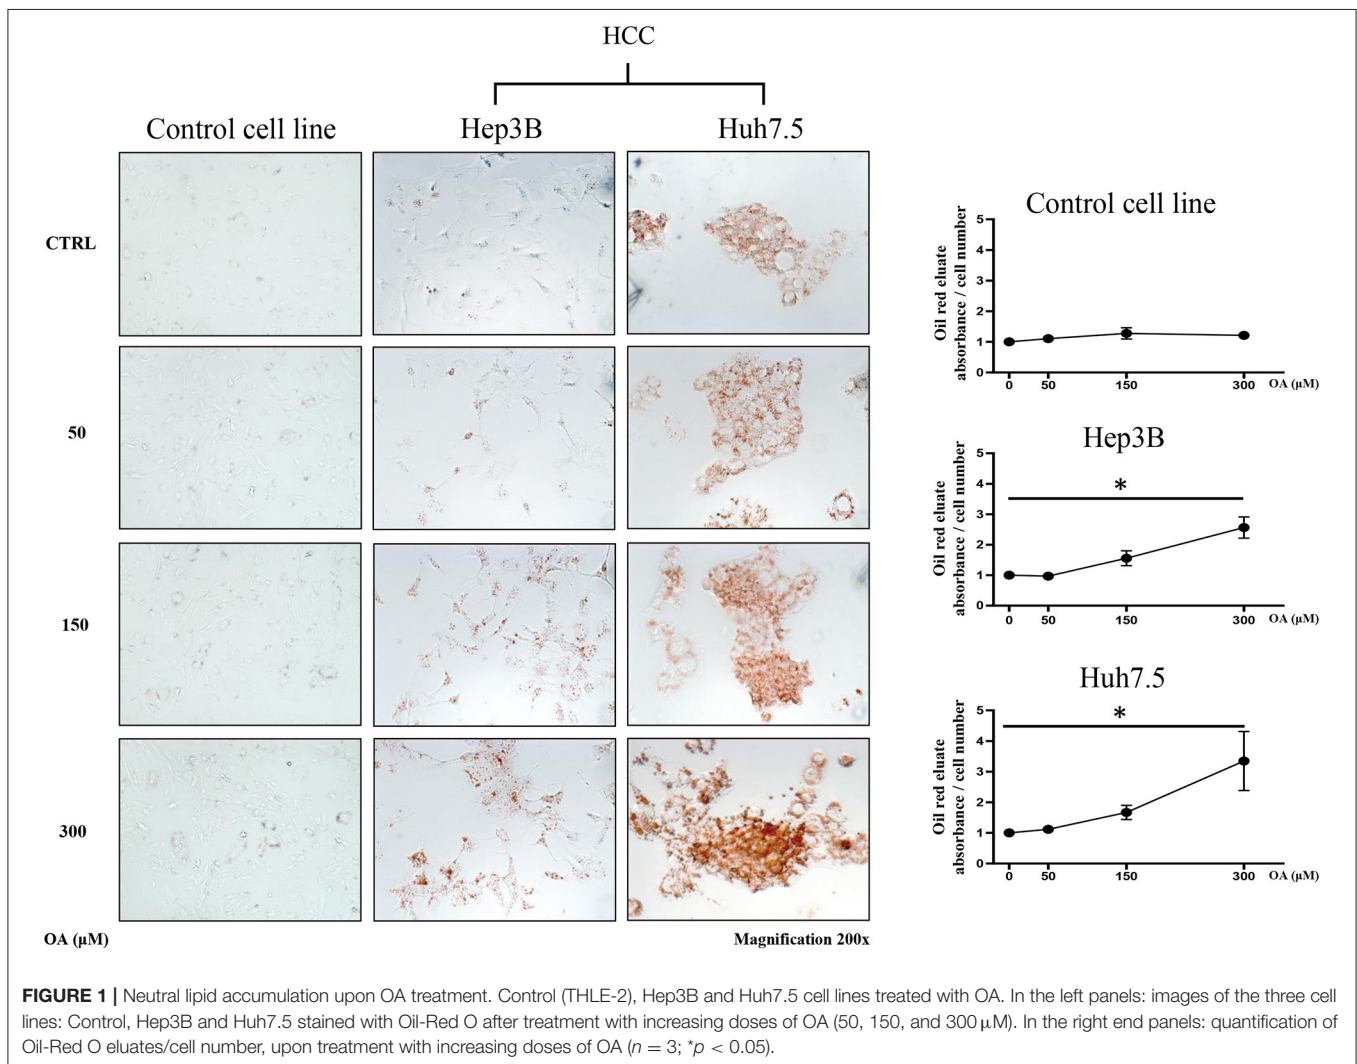 HCC
Control cell line
Hep3B
Huh7.5
CTRL
50
150
300
OA (µM)
Magnification 200x
Control cell line
Oil red eluate
absorbance / cell number
5
4
3
2
1
0
0
50
150
300
OA (µM)
Hep3B
Oil red eluate
absorbance / cell number
5
4
3
2
1
0
*
0
50
150
300
OA (µM)
Huh7.5
Oil red eluate
absorbance / cell number
5
4
3
2
1
0
*
0
50
150
300
OA (µM)
FIGURE 1 | Neutral lipid accumulation upon OA treatment. Control (THLE-2), Hep3B and Huh7.5 cell lines treated with OA. In the left panels: images of the three cell
lines: Control, Hep3B and Huh7.5 stained with Oil-Red O after treatment with increasing doses of OA (50, 150, and 300 µM). In the right end panels: quantification of
Oil-Red O eluates/cell number, upon treatment with increasing doses of OA (n = 3; *p < 0.05).